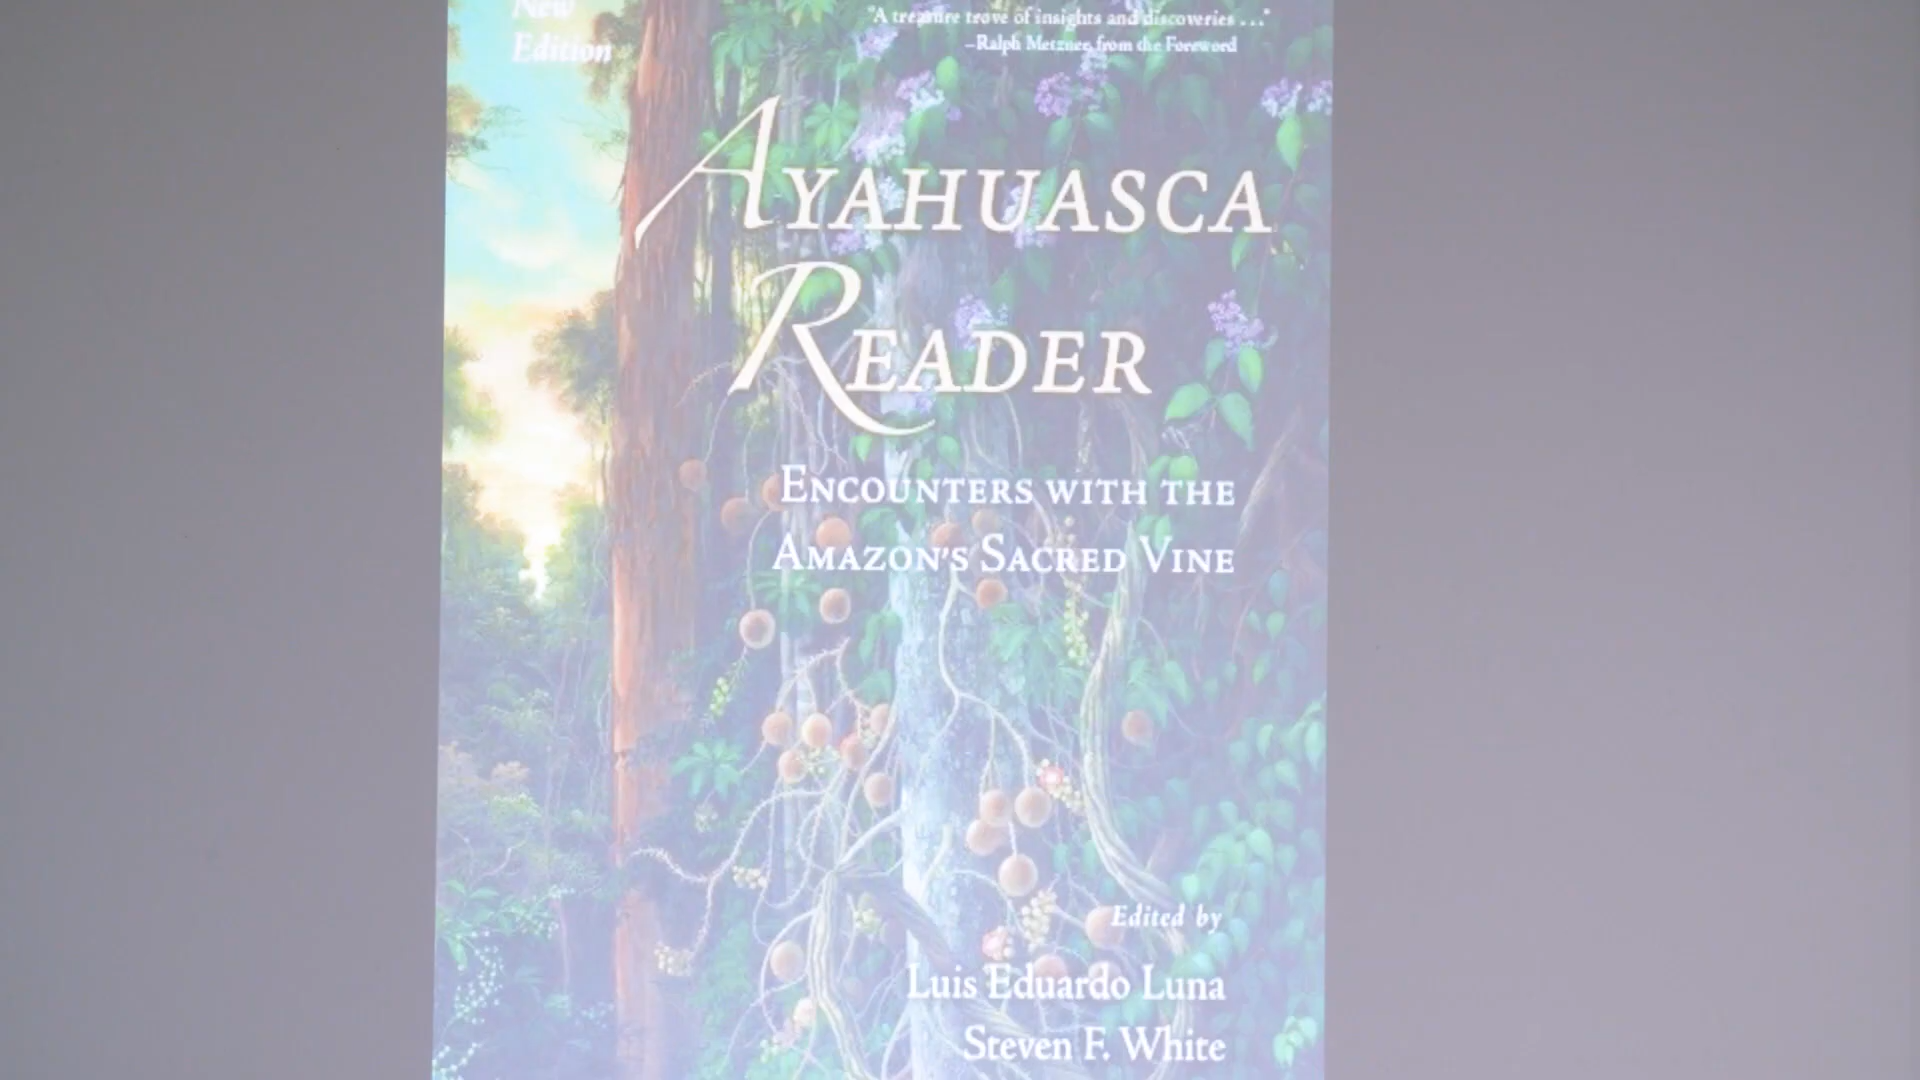 New
Edition
"A treasure trove of insights and discoveries . . ."
–Ralph Metzner, from the Foreword
AYAHUASCA
READER
ENCOUNTERS WITH THE
AMAZON'S SACRED VINE
Edited by
Luis Eduardo Luna
Steven F. White